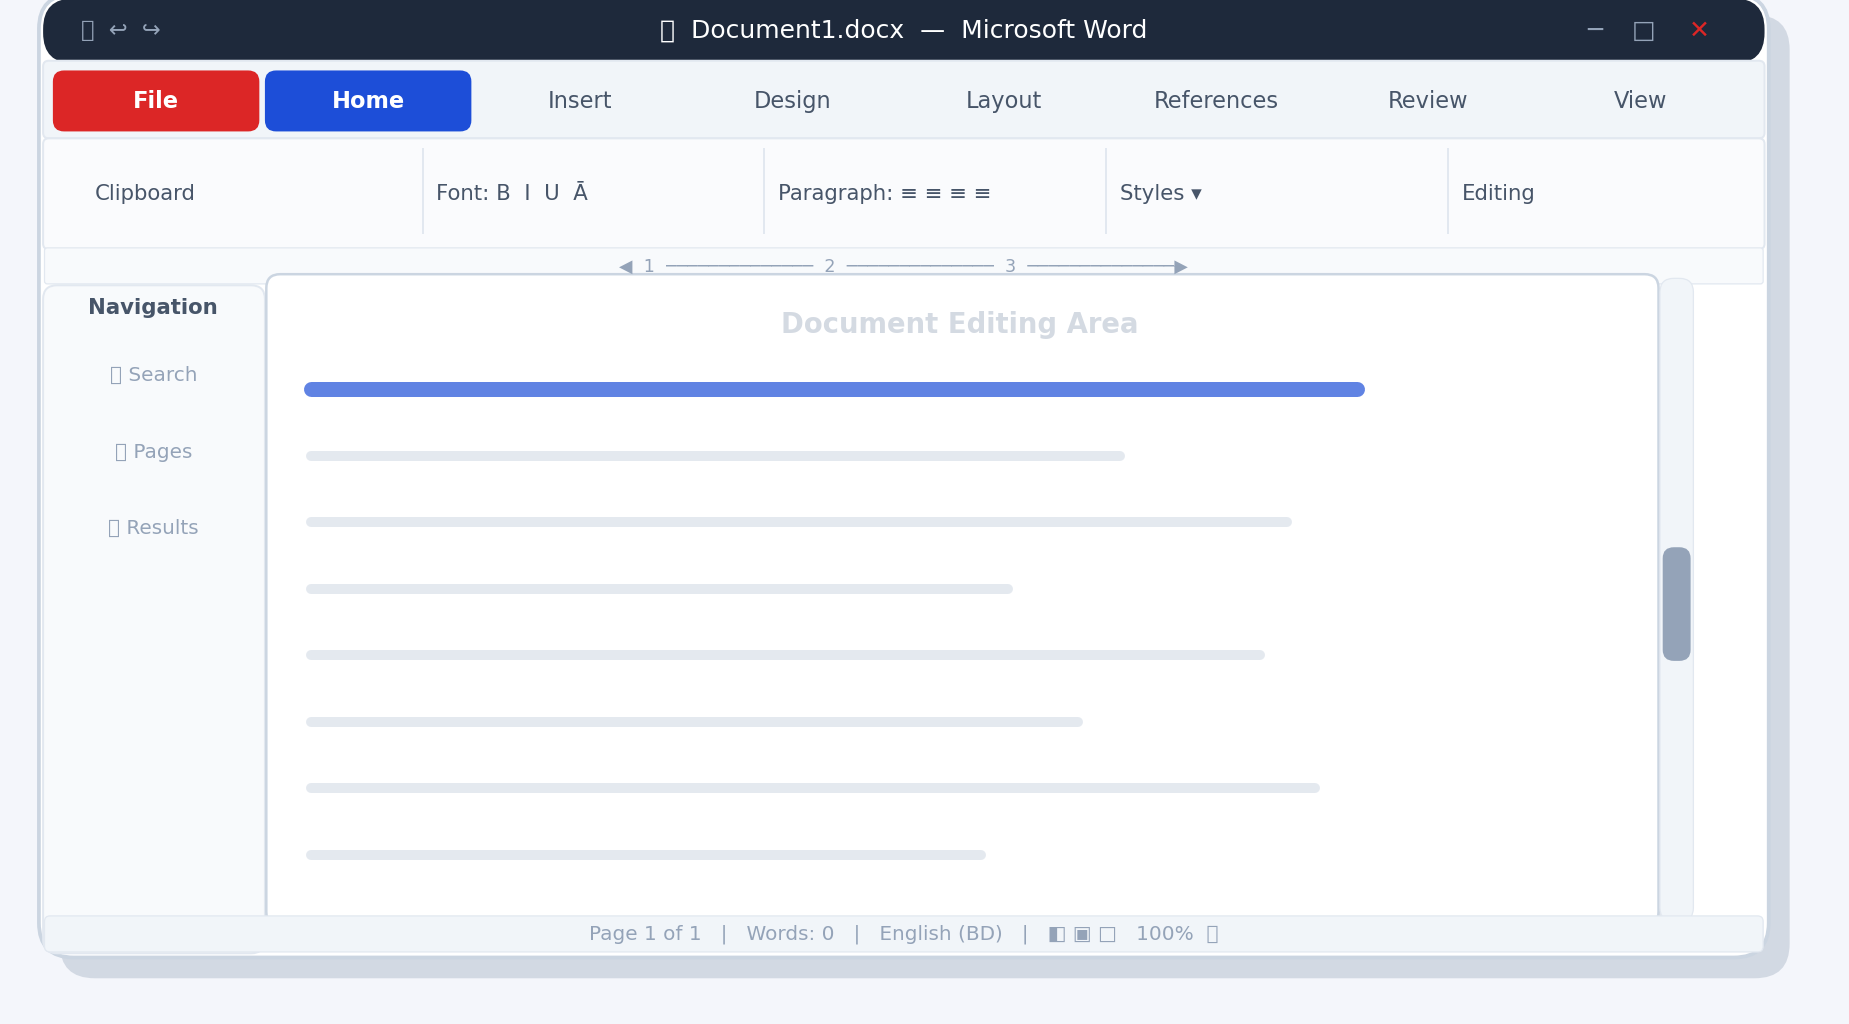 ↩ ↪ Document1.docx — Microsoft Word − □ ✕
File Home Insert Design Layout References Review View
Clipboard Font: B I U Ā Paragraph: ≡ ≡ ≡ ≡ Styles ▾ Editing
◀ 1 ────────────── 2 ────────────── 3 ──────────────▶
Navigation
Document Editing Area
Search
Pages
Results
Page 1 of 1 | Words: 0 | English (BD) | ◧ ▣ □ 100%